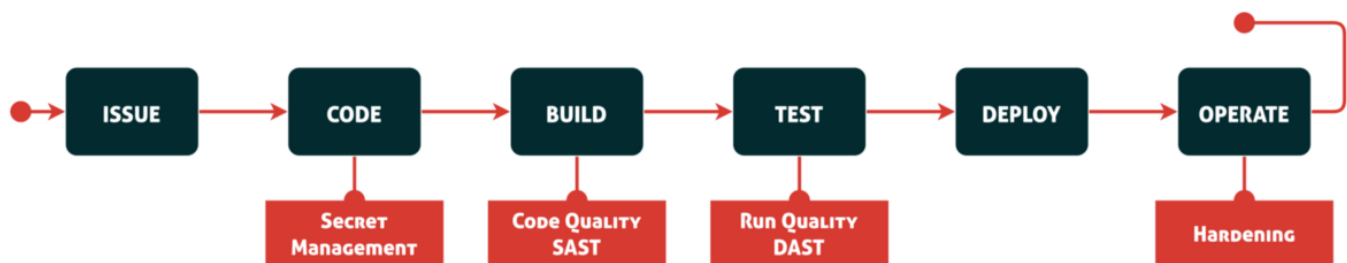 ISSUE
CODE
BUILD
TEST
DEPLOY
OPERATE
Secret
Management
Code Quality
SAST
Run Quality
DAST
Hardening